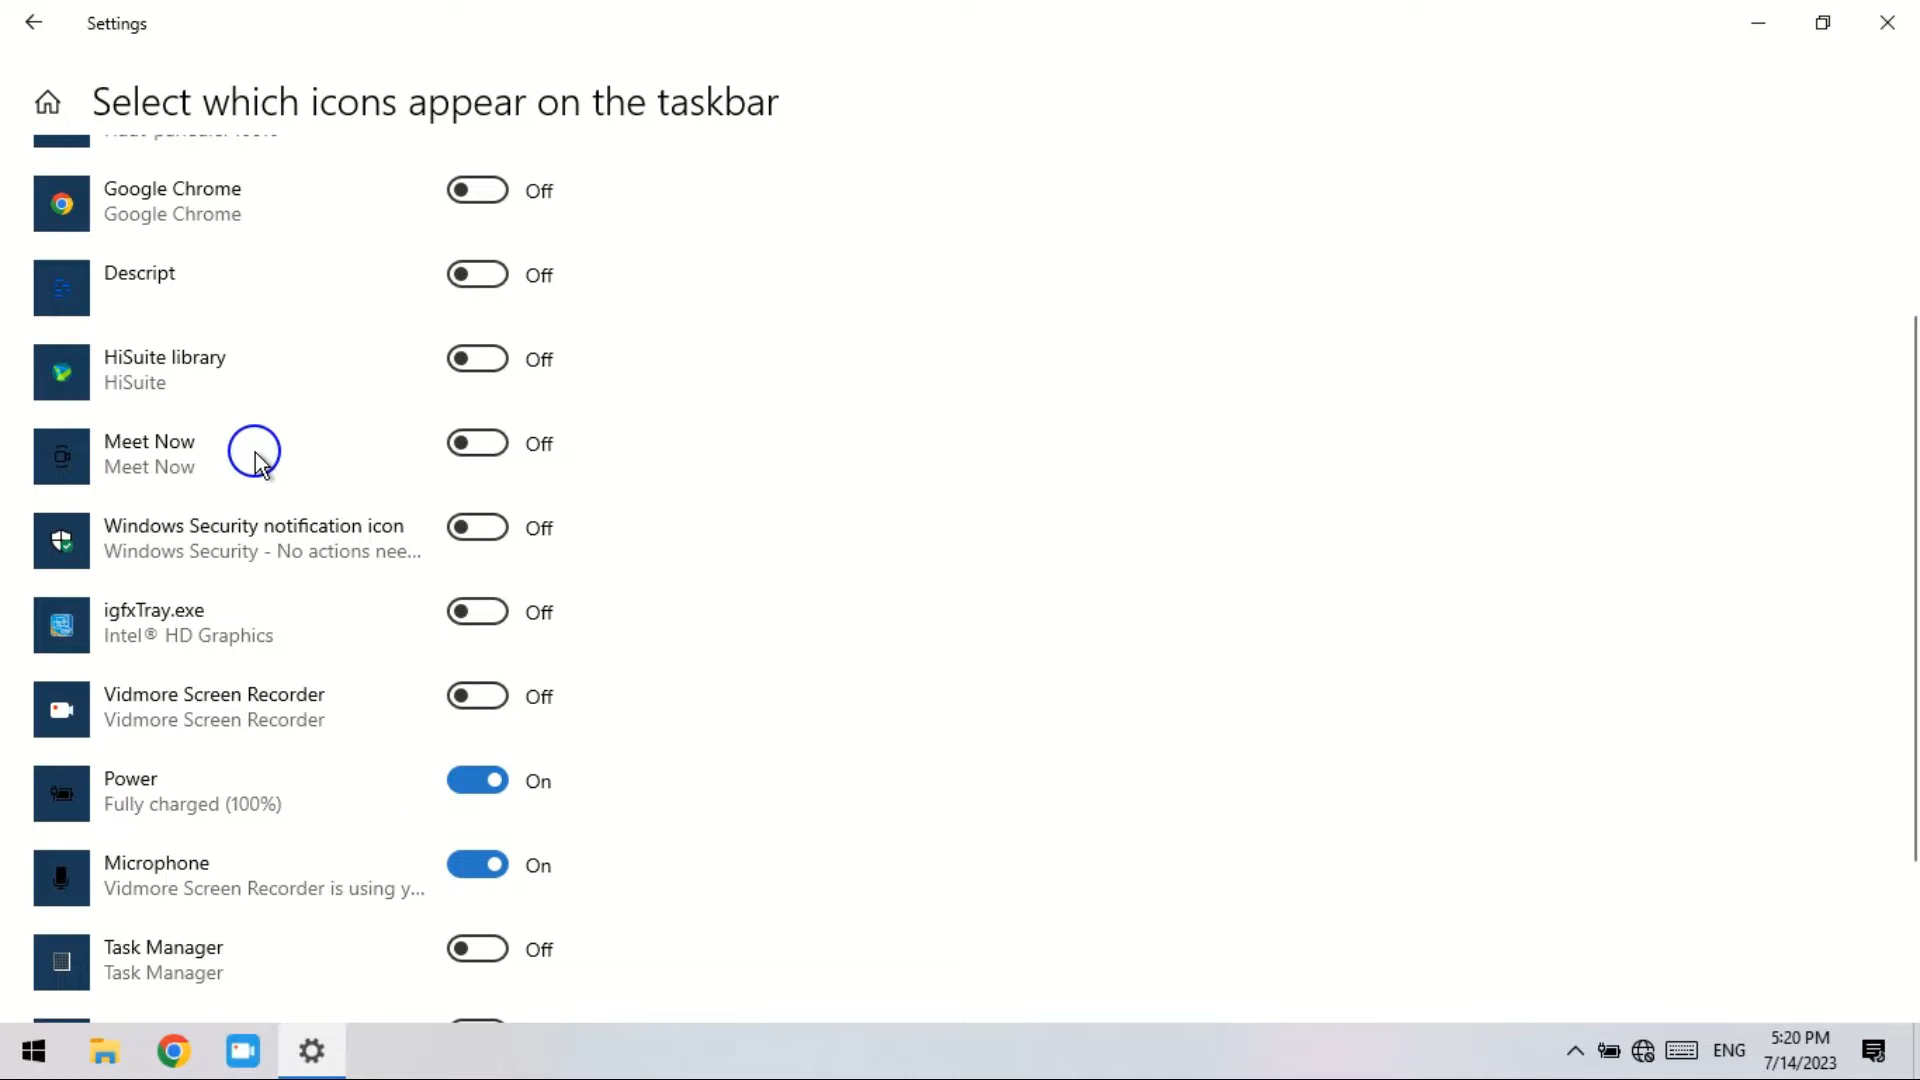 Settings
Select which icons appear on the taskbar
Google Chrome
Google Chrome
Off
Descript
Off
HiSuite library
HiSuite
Off
Meet Now
Meet Now
Off
Windows Security notification icon
Windows Security - No actions nee...
Off
igfxTray.exe
Intel® HD Graphics
Off
Vidmore Screen Recorder
Vidmore Screen Recorder
Off
Power
Fully charged (100%)
On
Microphone
Vidmore Screen Recorder is using y...
On
Task Manager
Task Manager
Off
ENG
5:20 PM
7/14/2023